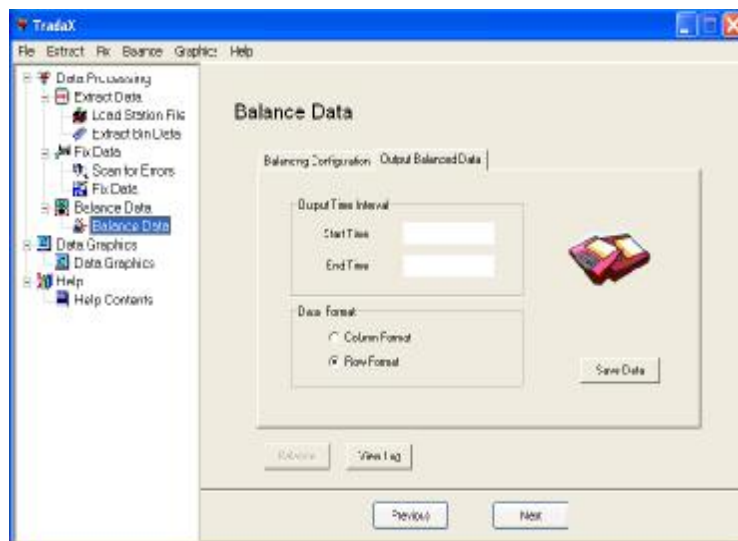 TradaX
File Extract Fix Balance Graphics Help
Data Processing
Extract Data
Load Station File
Extract Bin Data
Fix Data
Scan for Errors
Fix Data
Balance Data
Balance Data
Data Graphics
Data Graphics
Help
Help Contents
Balance Data
Balancing Configuration Output Balanced Data
Output Time Interval
Start Time
End Time
Data Format
Column Format
Row Format
Save Data
Balance View Log
Previous Next